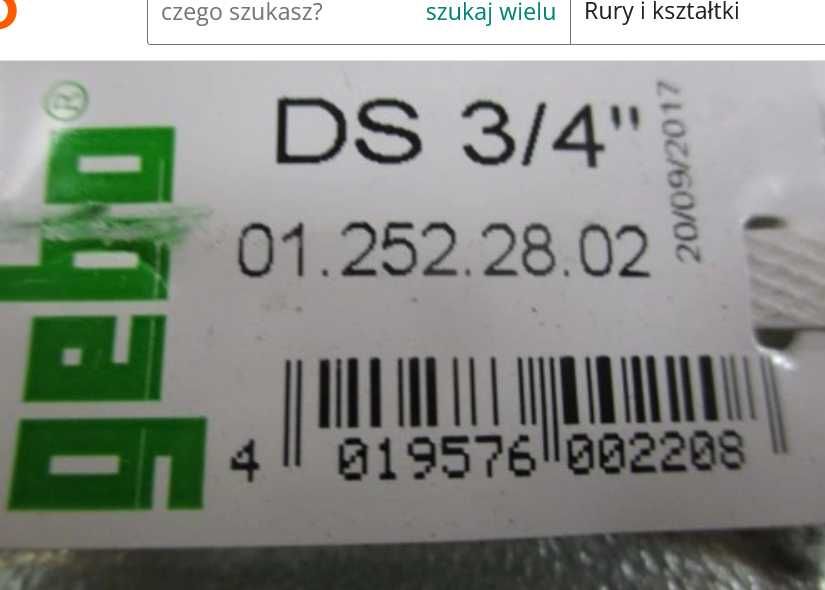 czego szukasz?
szukaj wielu
Rury i kształtki
gebo®
DS 3/4"
20/09/2017
01.252.28.02
4 019576 002208